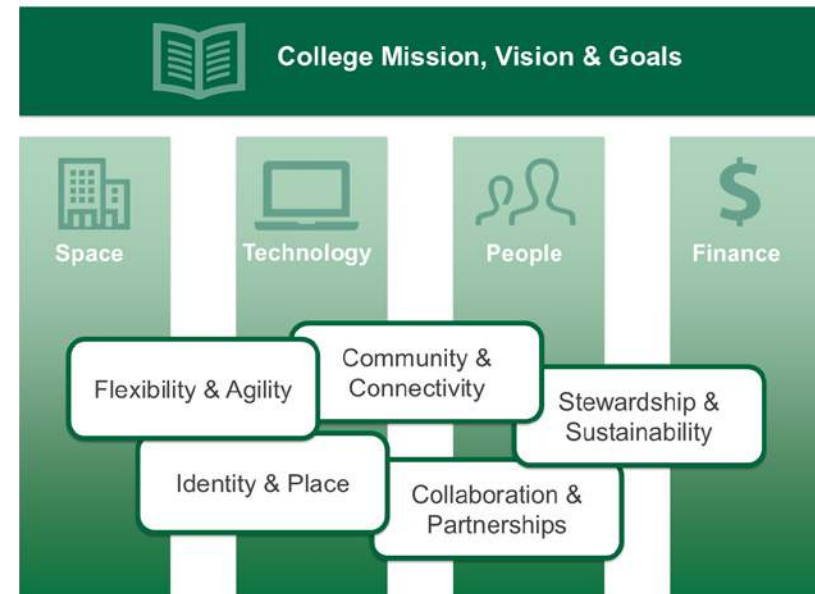 College Mission, Vision & Goals
Space
Technology
People
Finance
Flexibility & Agility
Community &
Connectivity
Stewardship &
Sustainability
Identity & Place
Collaboration &
Partnerships
$